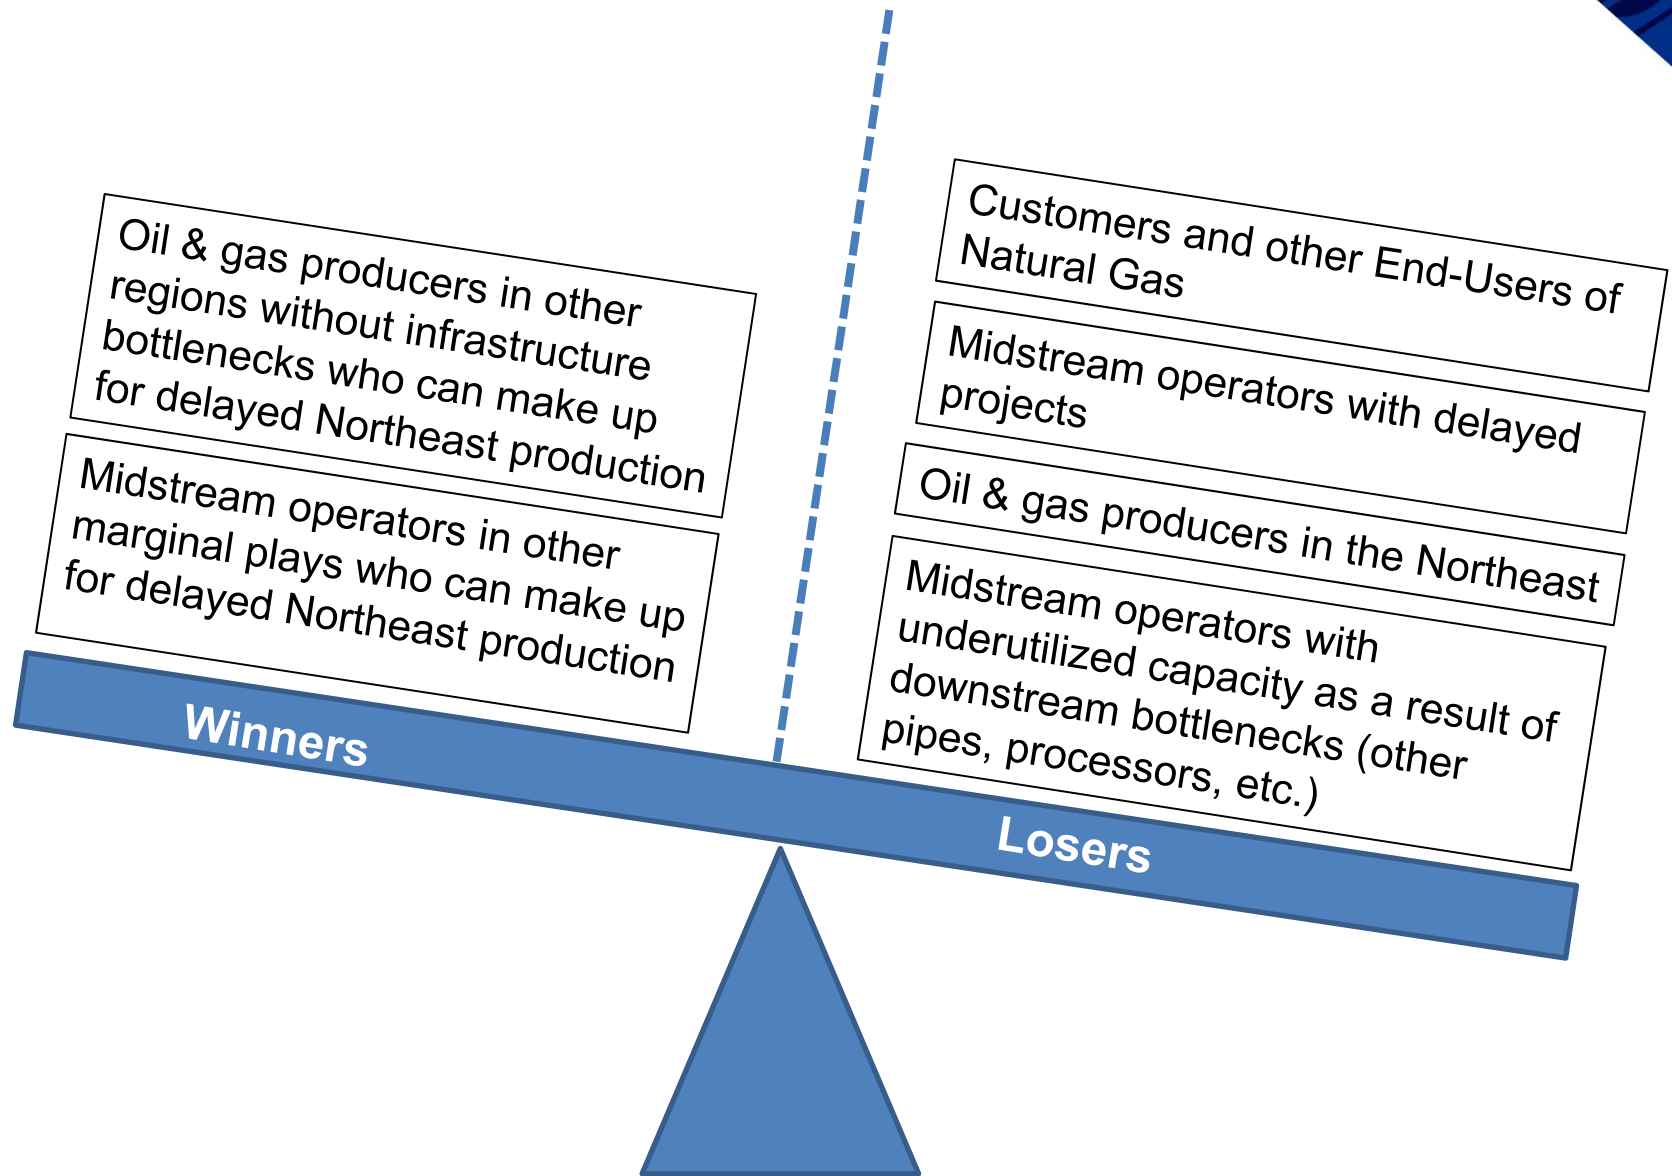 Oil & gas producers in other
regions without infrastructure
bottlenecks who can make up
for delayed Northeast production
Midstream operators in other
marginal plays who can make up
for delayed Northeast production
Winners
Customers and other End-Users of
Natural Gas
Midstream operators with delayed
projects
Oil & gas producers in the Northeast
Midstream operators with
underutilized capacity as a result of
downstream bottlenecks (other
pipes, processors, etc.)
Losers